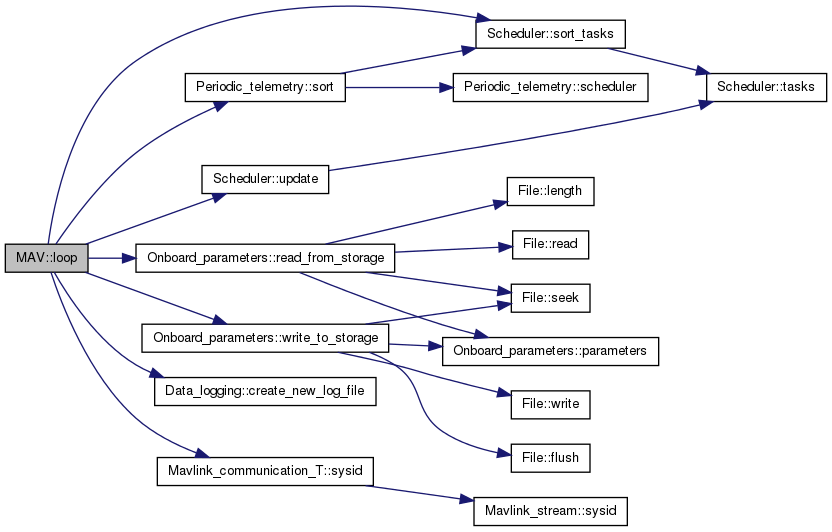 Scheduler::sort_tasks
Periodic_telemetry::sort
Periodic_telemetry::scheduler
Scheduler::tasks
Scheduler::update
File::length
File::read
MAV::loop
Onboard_parameters::read_from_storage
File::seek
Onboard_parameters::write_to_storage
Onboard_parameters::parameters
Data_logging::create_new_log_file
File::write
File::flush
Mavlink_communication_T::sysid
Mavlink_stream::sysid